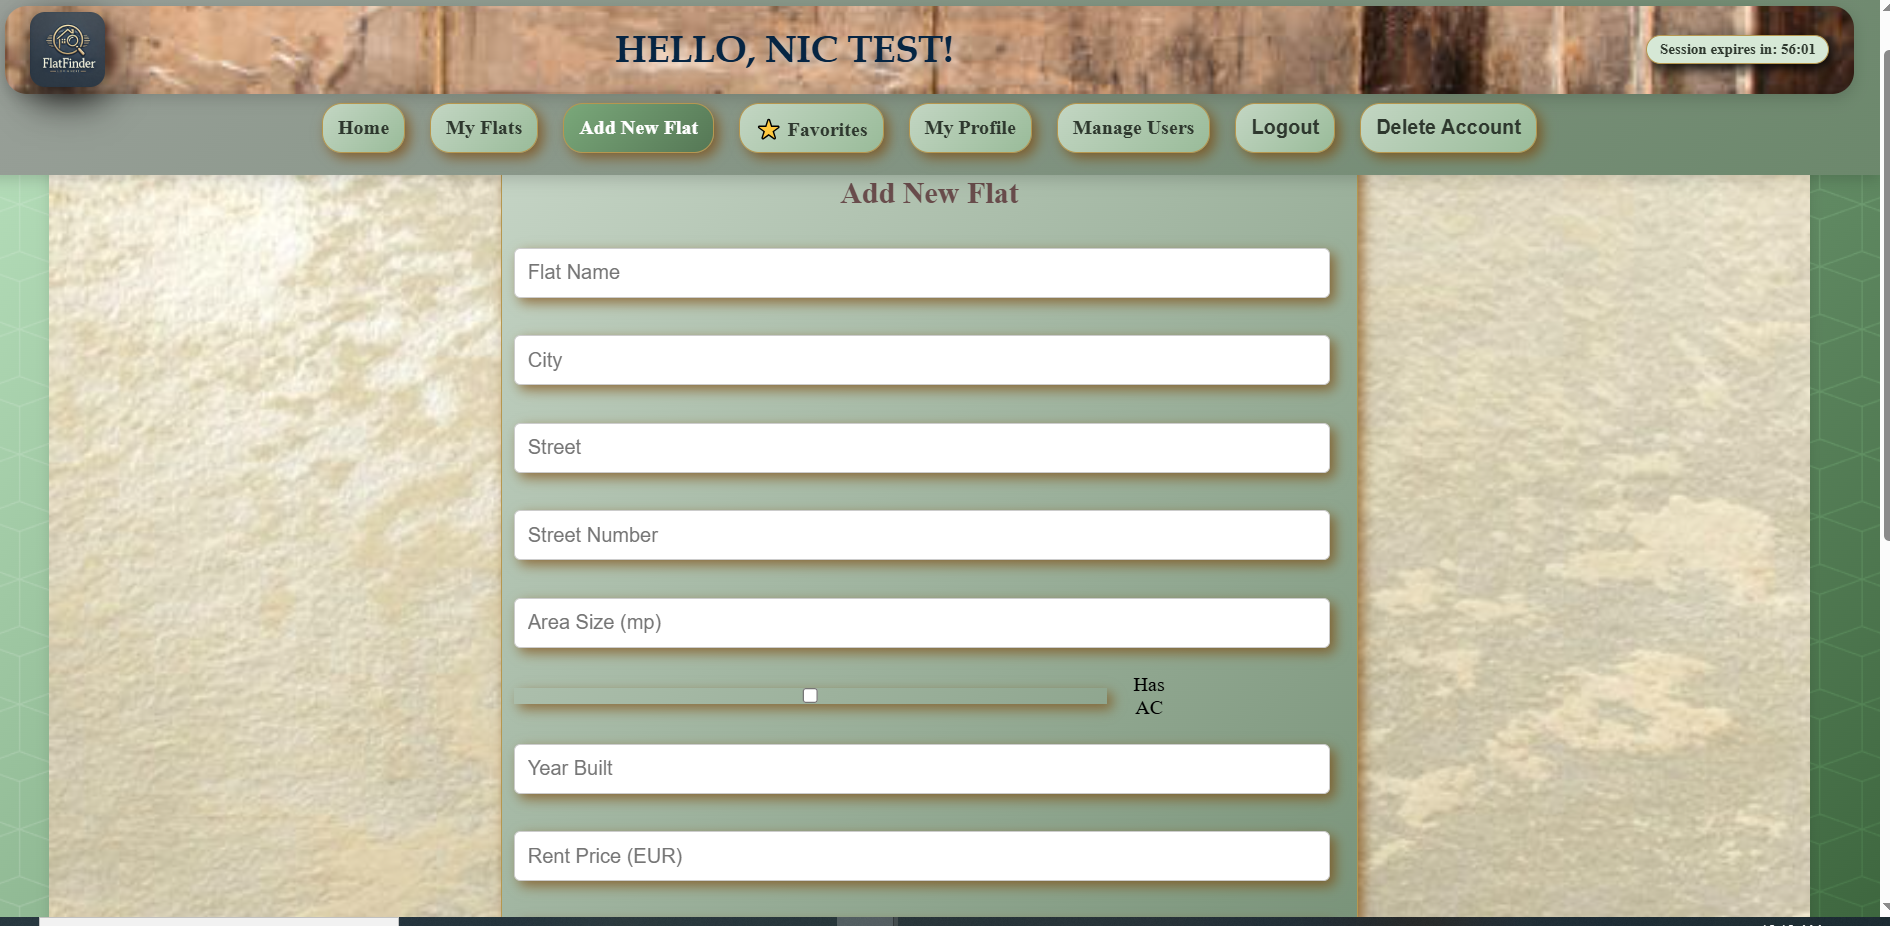 FlatFinder
HELLO, NIC TEST!
Session expires in: 56:01
Home
My Flats
Add New Flat
Favorites
My Profile
Manage Users
Logout
Delete Account
Add New Flat
Flat Name
City
Street
Street Number
Area Size (mp)
Has
AC
Year Built
Rent Price (EUR)